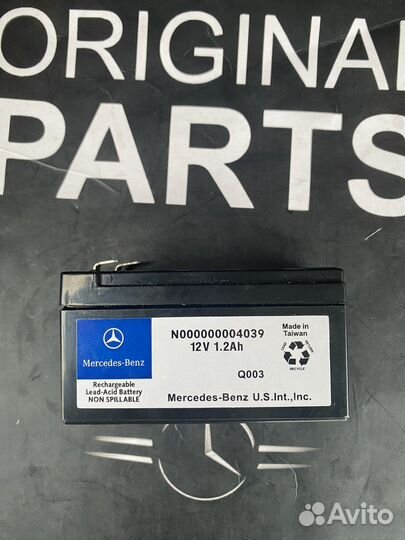 ORIGINAL
PARTS
Mercedes-Benz
Rechargeable
Lead-Acid Battery
NON SPILLABLE
N000000004039
12V 1.2Ah
Q003
Mercedes-Benz U.S.Int.,Inc.
Made in
Taiwan
RECYCLE
Avito